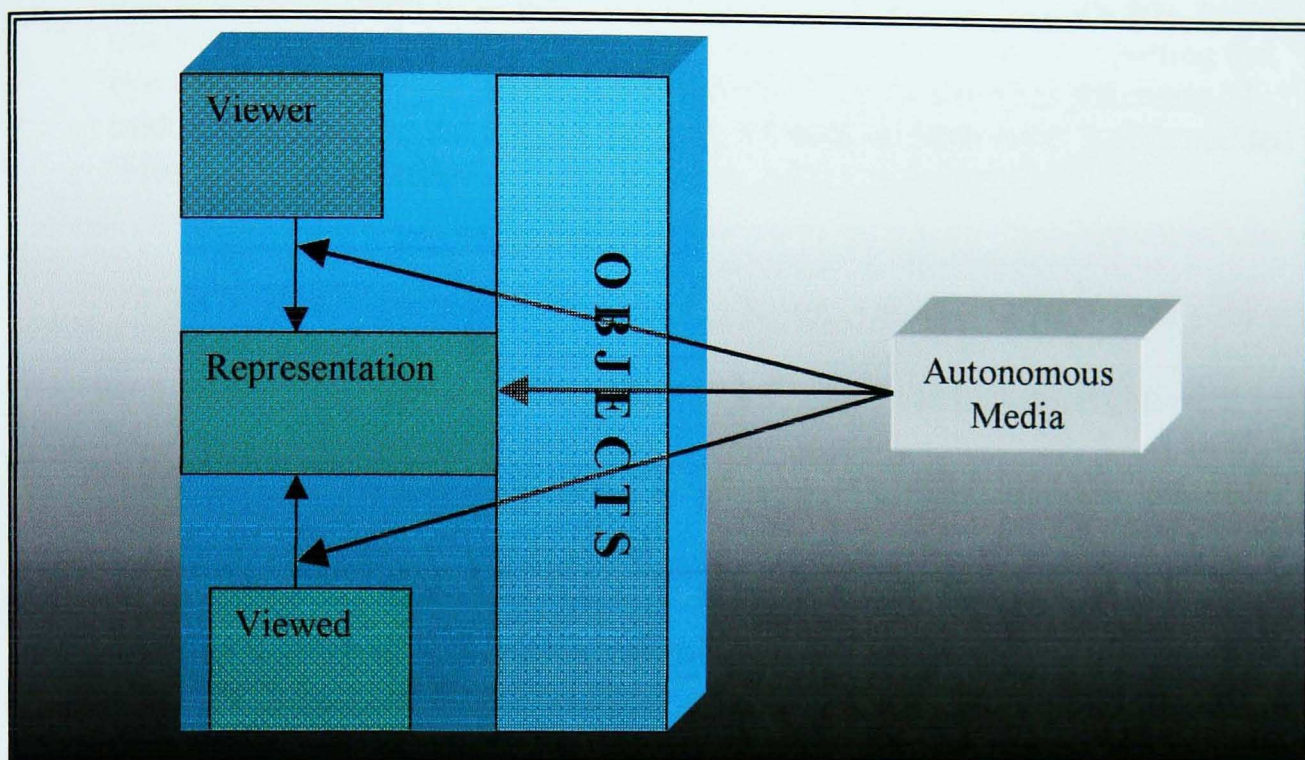 Viewer
OBJECTS
Representation
Autonomous
Media
Viewed